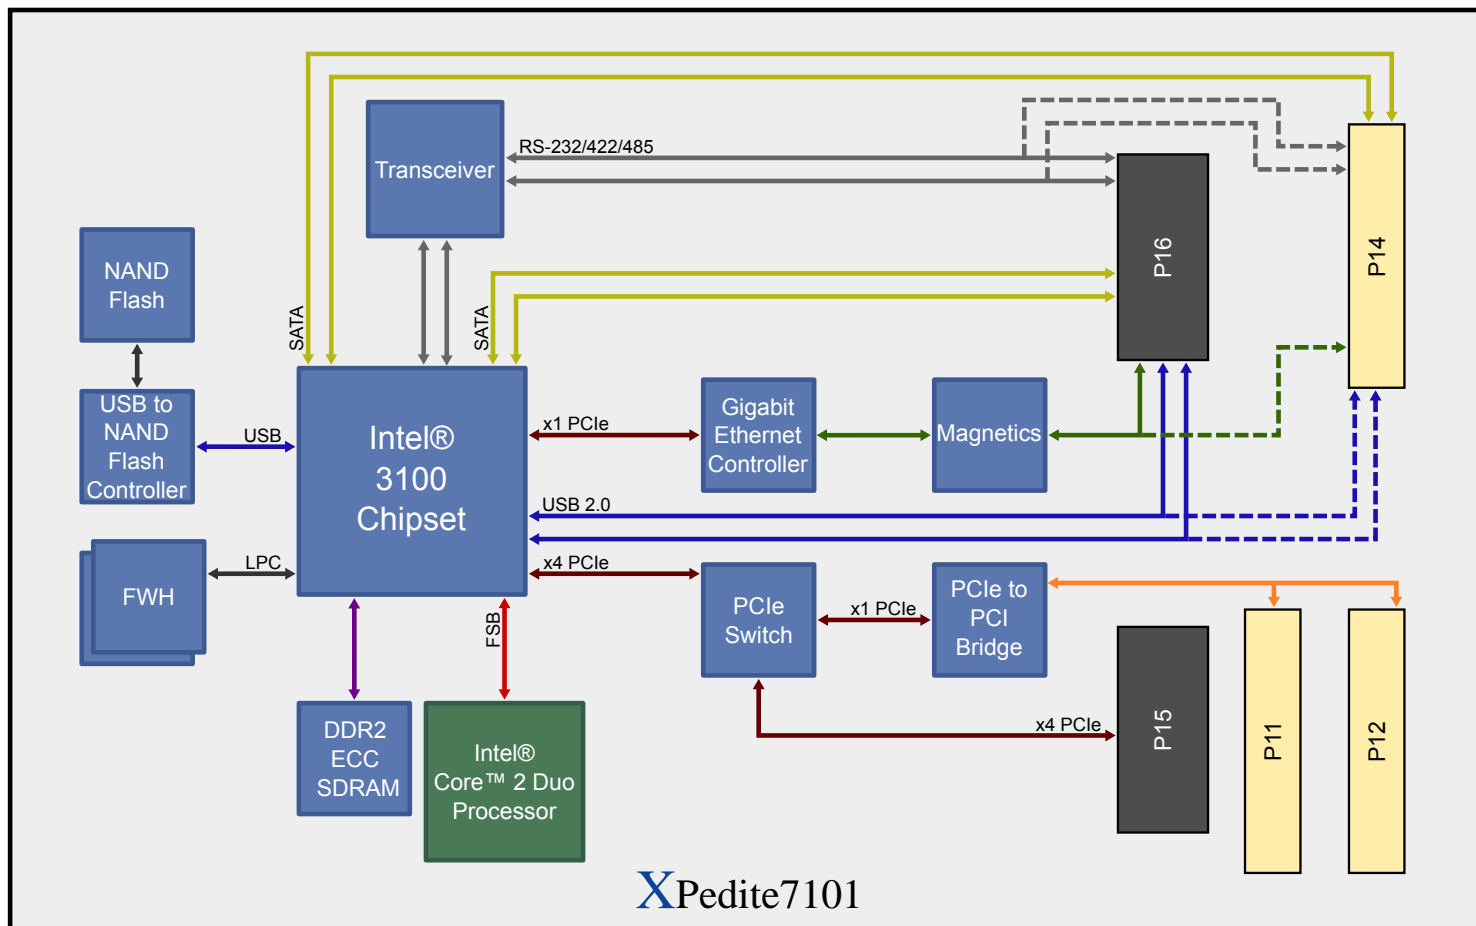 RS-232/422/485
Transceiver
P16
P14
NAND
Flash
SATA
SATA
USB to
NAND
Flash
Controller
USB
Intel®
3100
Chipset
x1 PCIe
Gigabit
Ethernet
Controller
Magnetics
USB 2.0
FWH
LPC
x4 PCIe
PCIe
Switch
x1 PCIe
PCIe to
PCI
Bridge
FSB
DDR2
ECC
SDRAM
Intel®
Core™ 2 Duo
Processor
x4 PCIe
P15
P11
P12
XPedite7101